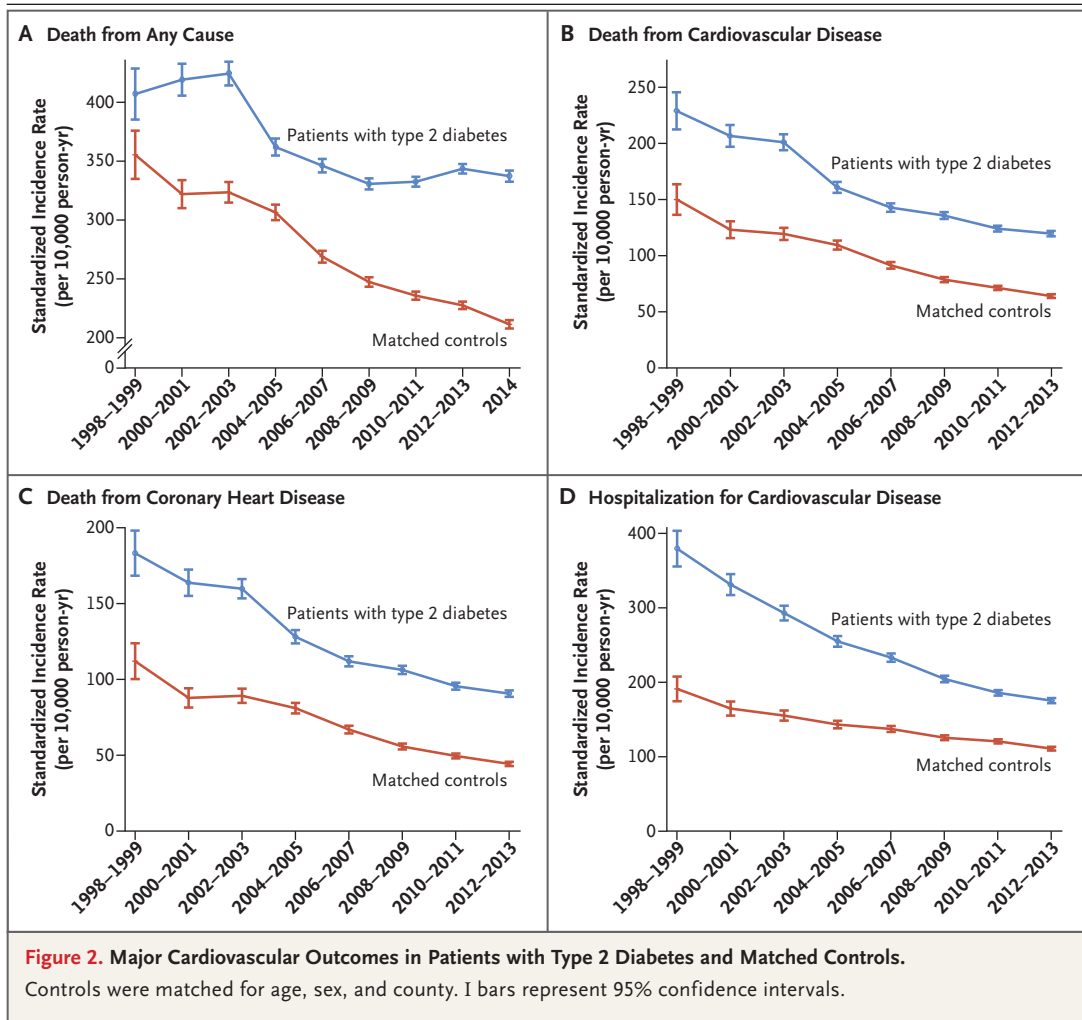 A Death from Any Cause
Standardized Incidence Rate
(per 10,000 person-yr)
400
350
300
250
200
0
Patients with type 2 diabetes
Matched controls
1998–1999
2000–2001
2002–2003
2004–2005
2006–2007
2008–2009
2010–2011
2012–2013
2014
B Death from Cardiovascular Disease
Standardized Incidence Rate
(per 10,000 person-yr)
250
200
150
100
50
0
Patients with type 2 diabetes
Matched controls
1998–1999
2000–2001
2002–2003
2004–2005
2006–2007
2008–2009
2010–2011
2012–2013
C Death from Coronary Heart Disease
Standardized Incidence Rate
(per 10,000 person-yr)
200
150
100
50
0
Patients with type 2 diabetes
Matched controls
1998–1999
2000–2001
2002–2003
2004–2005
2006–2007
2008–2009
2010–2011
2012–2013
D Hospitalization for Cardiovascular Disease
Standardized Incidence Rate
(per 10,000 person-yr)
400
300
200
100
0
Patients with type 2 diabetes
Matched controls
1998–1999
2000–2001
2002–2003
2004–2005
2006–2007
2008–2009
2010–2011
2012–2013
Figure 2. Major Cardiovascular Outcomes in Patients with Type 2 Diabetes and Matched Controls.
Controls were matched for age, sex, and county. I bars represent 95% confidence intervals.